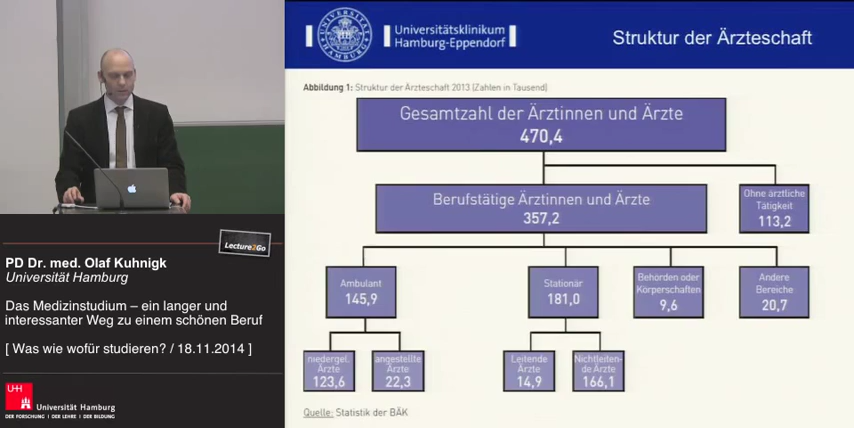 UNIVERSITÄT HAMBURG
Universitätsklinikum
Hamburg-Eppendorf
Struktur der Ärzteschaft
Abbildung 1: Struktur der Ärzteschaft 2013 (Zahlen in Tausend)
Gesamtzahl der Ärztinnen und Ärzte
470,4
Berufstätige Ärztinnen und Ärzte
357,2
Ohne ärztliche
Tätigkeit
113,2
Ambulant
145,9
Stationär
181,0
Behörden oder
Körperschaften
9,6
Andere
Bereiche
20,7
niedergel.
Ärzte
123,6
angestellte
Ärzte
22,3
Leitende
Ärzte
14,9
Nichtleiten-
de Ärzte
166,1
Quelle: Statistik der BÄK
Lecture2Go
PD Dr. med. Olaf Kuhnigk
Universität Hamburg
Das Medizinstudium – ein langer und
interessanter Weg zu einem schönen Beruf
[ Was wie wofür studieren? / 18.11.2014 ]
UH
Universität Hamburg
DER FORSCHUNG | DER LEHRE | DER BILDUNG